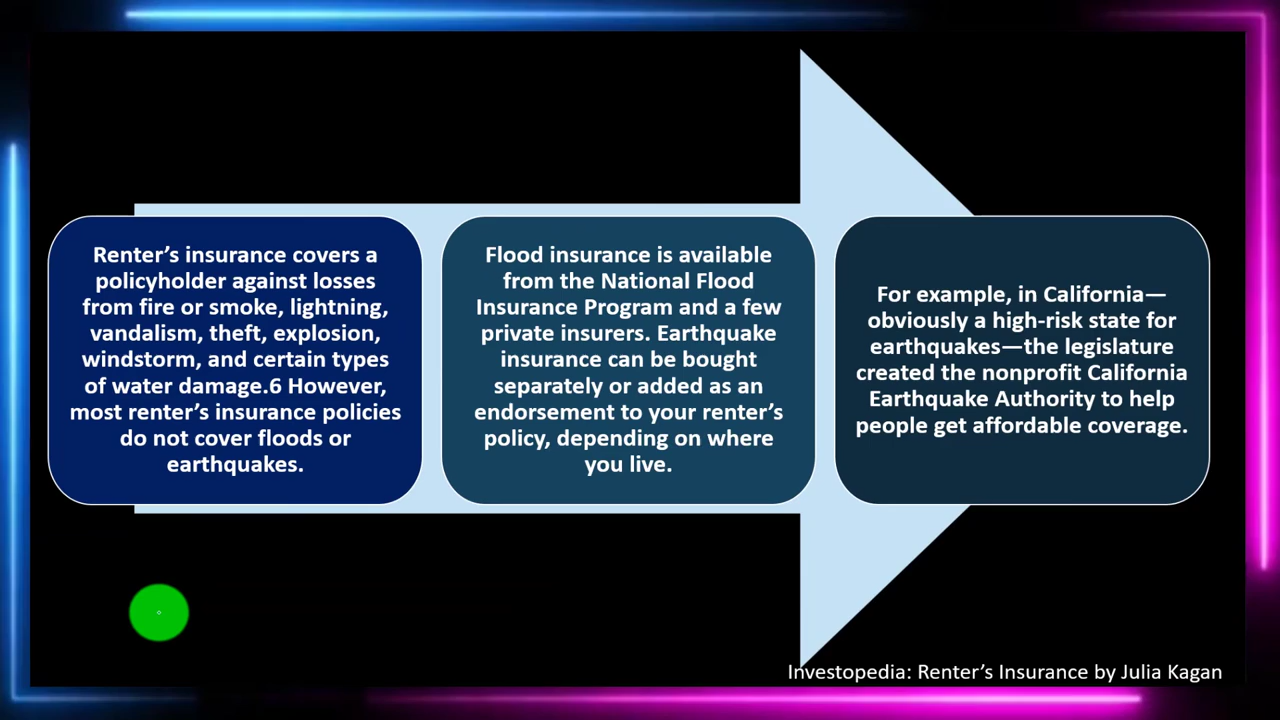 Renter’s insurance covers a
policyholder against losses
from fire or smoke, lightning,
vandalism, theft, explosion,
windstorm, and certain types
of water damage.6 However,
most renter’s insurance policies
do not cover floods or
earthquakes.
Flood insurance is available
from the National Flood
Insurance Program and a few
private insurers. Earthquake
insurance can be bought
separately or added as an
endorsement to your renter’s
policy, depending on where
you live.
For example, in California—
obviously a high-risk state for
earthquakes—the legislature
created the nonprofit California
Earthquake Authority to help
people get affordable coverage.
Investopedia: Renter’s Insurance by Julia Kagan